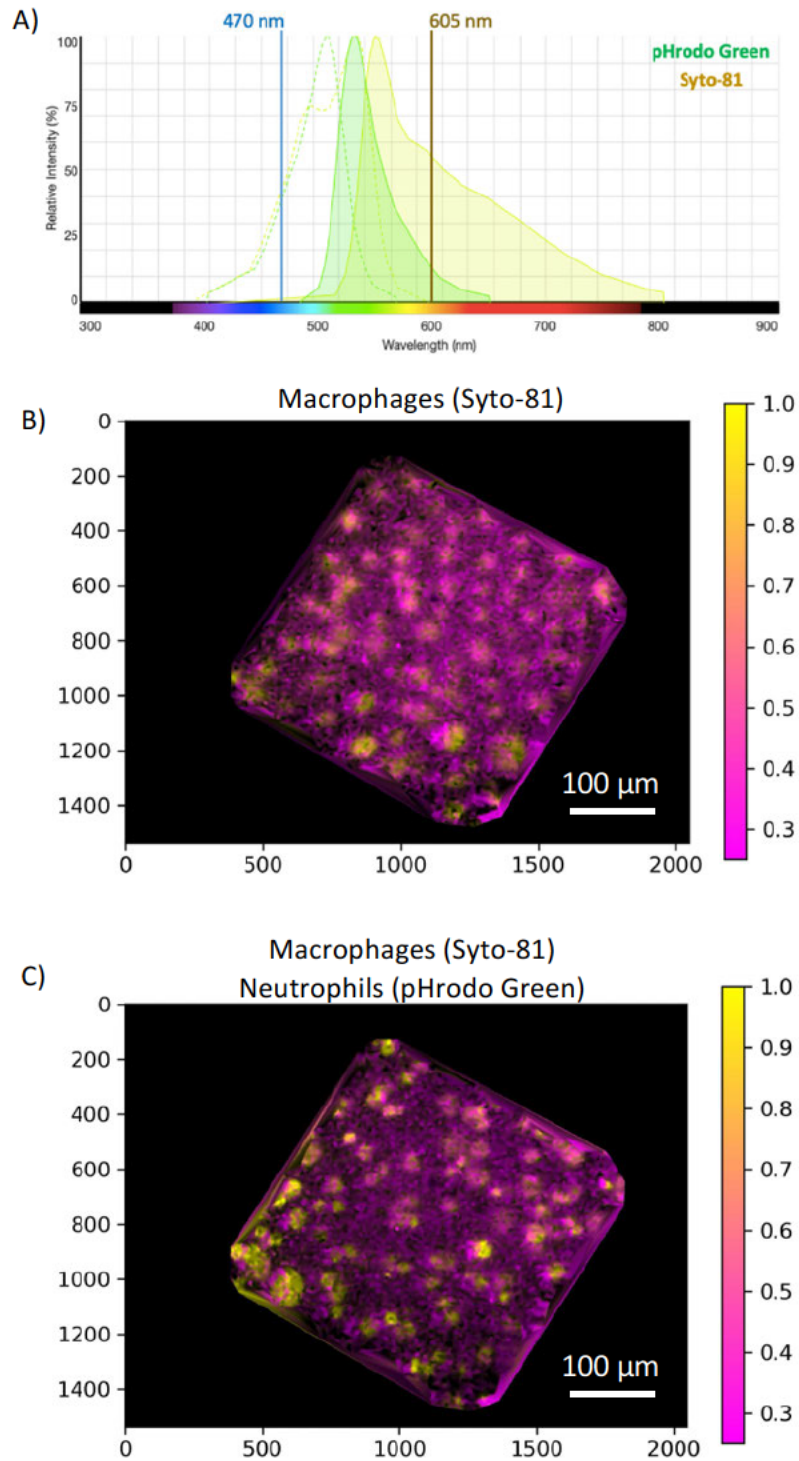 A)
470 nm
605 nm
pHrodo Green
Syto-81
100
75
50
25
0
Relative Intensity (%)
300 400 500 600 700 800 900
Wavelength (nm)
B)
Macrophages (Syto-81)
0
200
400
600
800
1000
1200
1400
0 500 1000 1500 2000
100 µm
1.0
0.9
0.8
0.7
0.6
0.5
0.4
0.3
C)
Macrophages (Syto-81)
Neutrophils (pHrodo Green)
0
200
400
600
800
1000
1200
1400
0 500 1000 1500 2000
100 µm
1.0
0.9
0.8
0.7
0.6
0.5
0.4
0.3